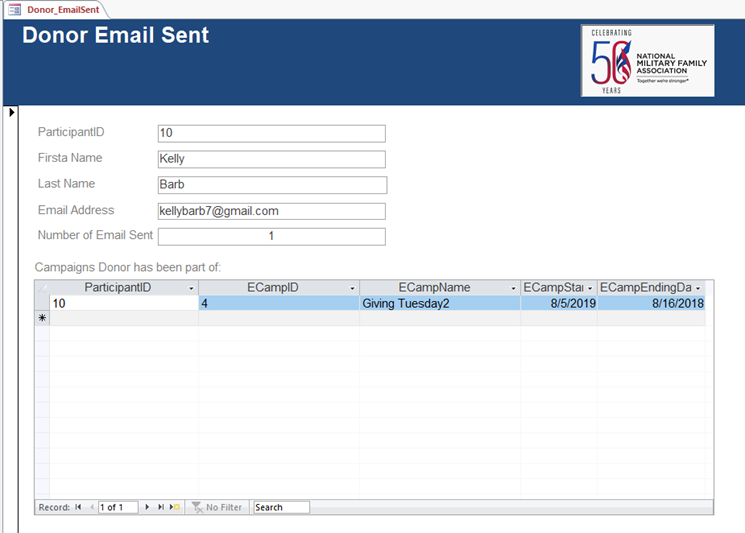 Donor_EmailSent
Donor Email Sent
CELEBRATING
50
YEARS
NATIONAL
MILITARY FAMILY
ASSOCIATION
Together we're stronger®
ParticipantID 10
Firsta Name Kelly
Last Name Barb
Email Address kellybarb7@gmail.com
Number of Email Sent 1
Campaigns Donor has been part of:
ParticipantID ECampID ECampName ECampStar ECampEndingDa
10 4 Giving Tuesday2 8/5/2019 8/16/2018
Record: 1 of 1 No Filter Search